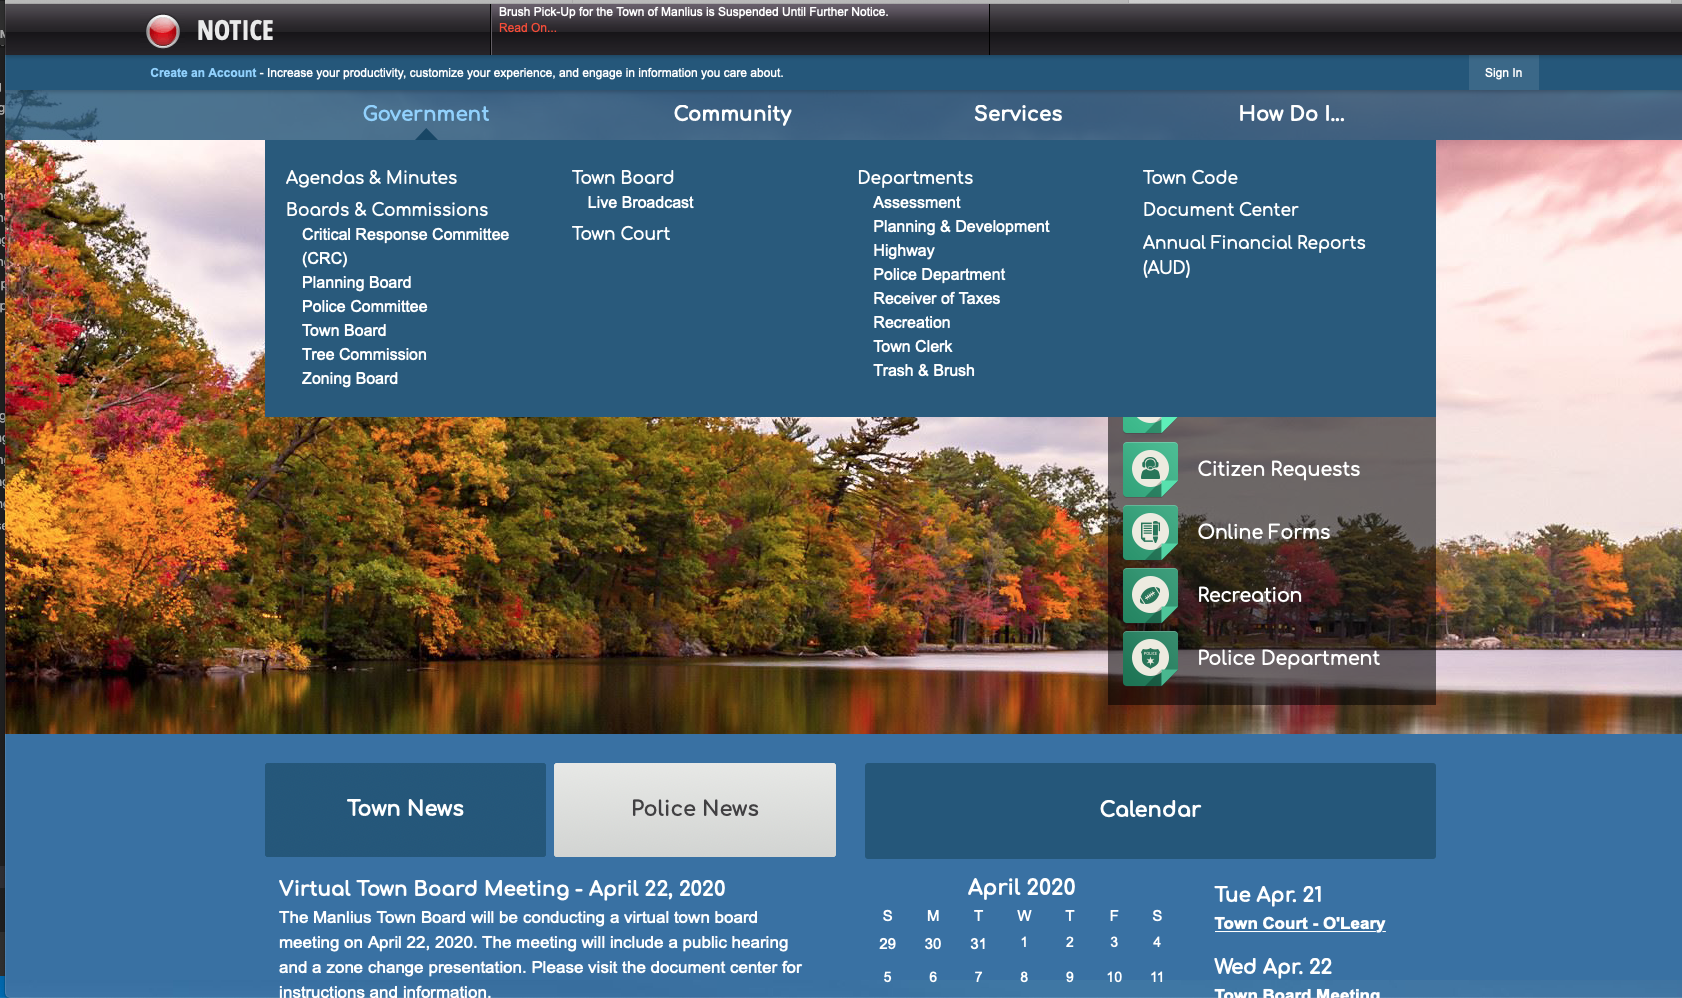 NOTICE
Brush Pick-Up for the Town of Manlius is Suspended Until Further Notice.
Read On...
Create an Account - Increase your productivity, customize your experience, and engage in information you care about.
Sign In
Government
Community
Services
How Do I...
Agendas & Minutes
Boards & Commissions
Critical Response Committee
(CRC)
Planning Board
Police Committee
Town Board
Tree Commission
Zoning Board
Town Board
Live Broadcast
Town Court
Departments
Assessment
Planning & Development
Highway
Police Department
Receiver of Taxes
Recreation
Town Clerk
Trash & Brush
Town Code
Document Center
Annual Financial Reports
(AUD)
Citizen Requests
Online Forms
Recreation
POLICE
Police Department
Town News
Police News
Calendar
Virtual Town Board Meeting - April 22, 2020
The Manlius Town Board will be conducting a virtual town board
meeting on April 22, 2020. The meeting will include a public hearing
and a zone change presentation. Please visit the document center for
instructions and information.
April 2020
S M T W T F S
29 30 31 1 2 3 4
5 6 7 8 9 10 11
Tue Apr. 21
Town Court - O'Leary
Wed Apr. 22
Town Board Meeting